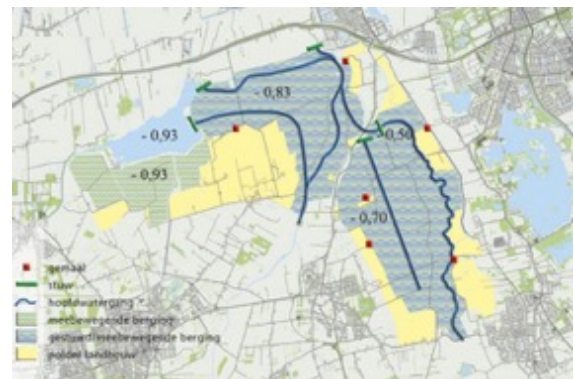 - 0,83
- 0,93
- 0,50
- 0,93
- 0,70
gemaal
stuw
hoofdwatergang
meebewegende berging
gestuwd/meebewegende berging
polder landbouw